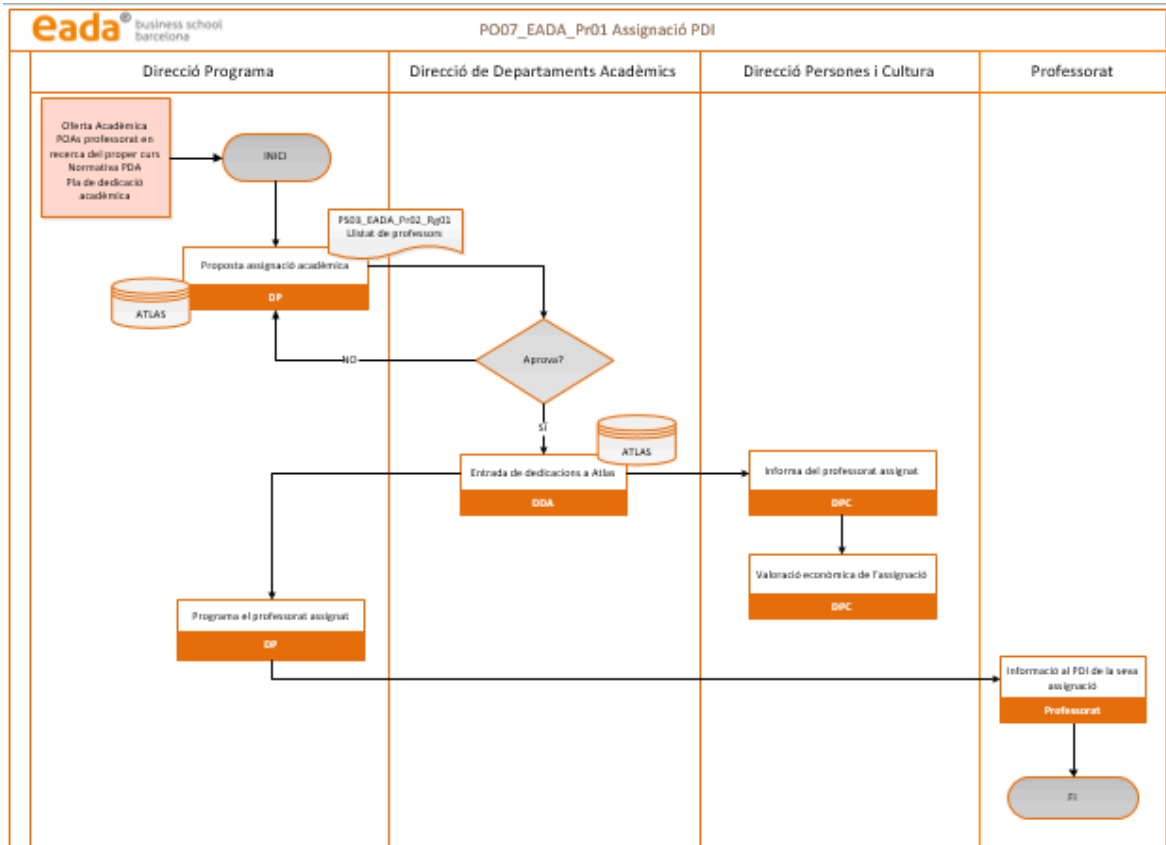 eada® business school
barcelona
PO07_EADA_Pr01 Assignació PDI
Direcció Programa
Direcció de Departaments Acadèmics
Direcció Persones i Cultura
Professorat
Oferta Acadèmica
PDAs professorat en
recerca del proper curs
Normativa PDA
Pla de dedicació
acadèmica
INICI
PS03_EADA_Pr02_Rg01
Llistat de professors
Proposta assignació acadèmica
DP
ATLAS
Aprova?
NO
SÍ
ATLAS
Entrada de dedicacions a Atlas
DDA
Informa del professorat assignat
DPC
Valoració econòmica de l'assignació
DPC
Programa el professorat assignat
DP
Informació al PDI de la seva
assignació
Professorat
FI